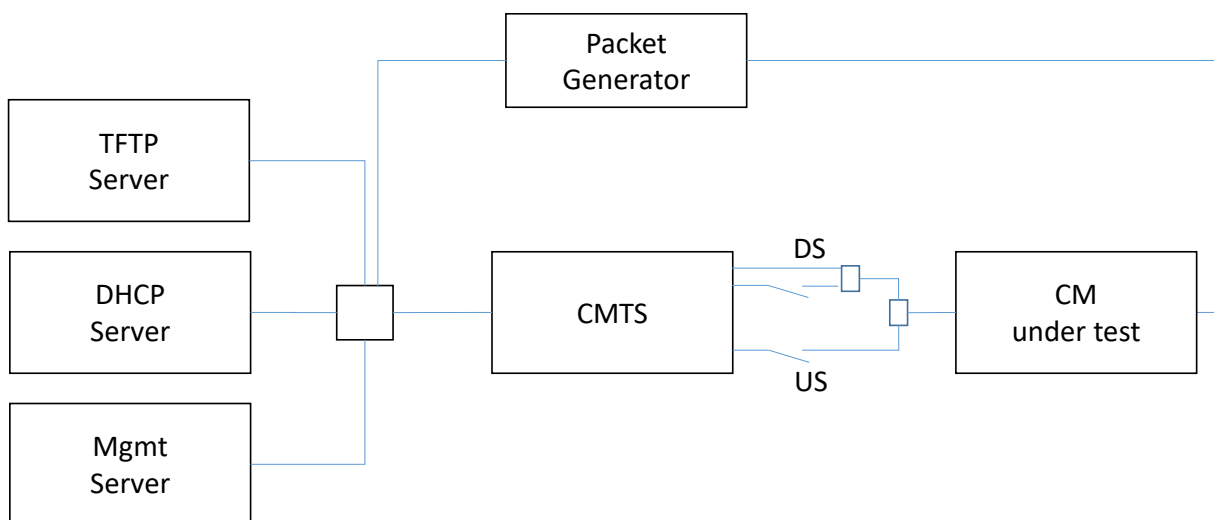 Packet
Generator
TFTP
Server
DHCP
Server
CMTS
DS
US
CM
under test
Mgmt
Server